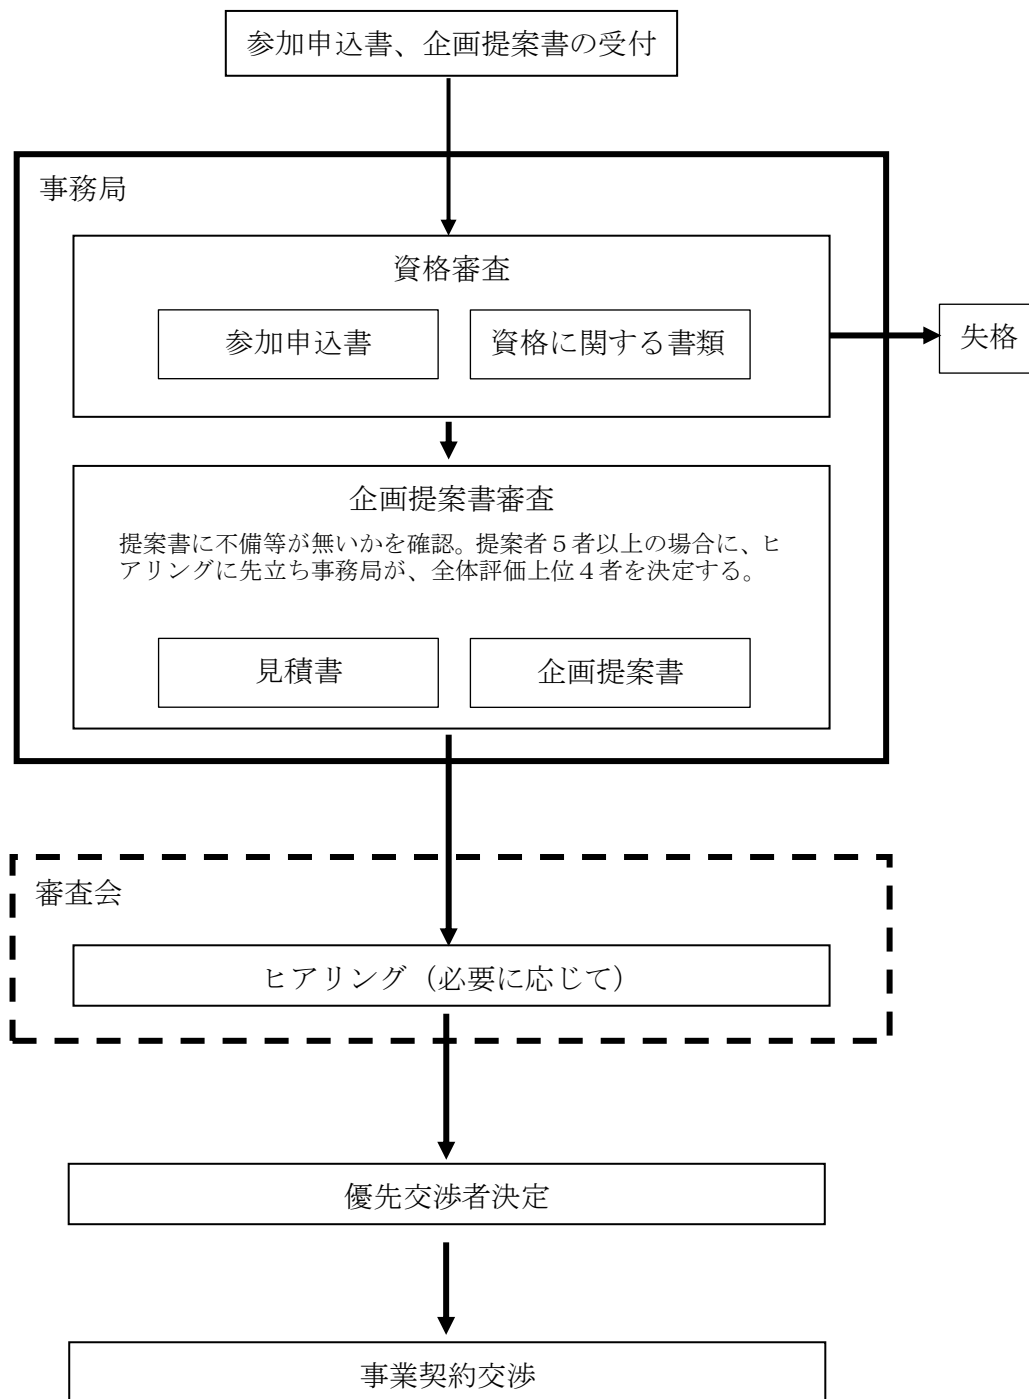 参加申込書、企画提案書の受付
事務局
資格審査
参加申込書
資格に関する書類
失格
企画提案書審査
提案書に不備等が無いかを確認。提案者５者以上の場合に、ヒ
アリングに先立ち事務局が、全体評価上位４者を決定する。
見積書
企画提案書
審査会
ヒアリング（必要に応じて）
優先交渉者決定
事業契約交渉